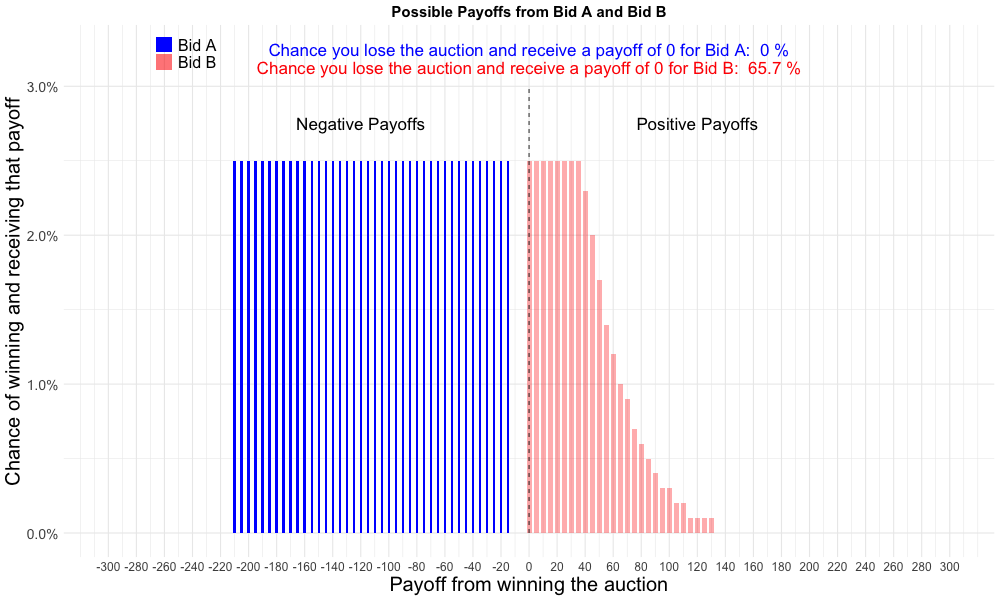 Possible Payoffs from Bid A and Bid B
Bid A
Bid B
Chance you lose the auction and receive a payoff of 0 for Bid A:  0 %
Chance you lose the auction and receive a payoff of 0 for Bid B:  65.7 %
Negative Payoffs
Positive Payoffs
Chance of winning and receiving that payoff
3.0%
2.0%
1.0%
0.0%
-300 -280 -260 -240 -220 -200 -180 -160 -140 -120 -100 -80 -60 -40 -20 0 20 40 60 80 100 120 140 160 180 200 220 240 260 280 300
Payoff from winning the auction